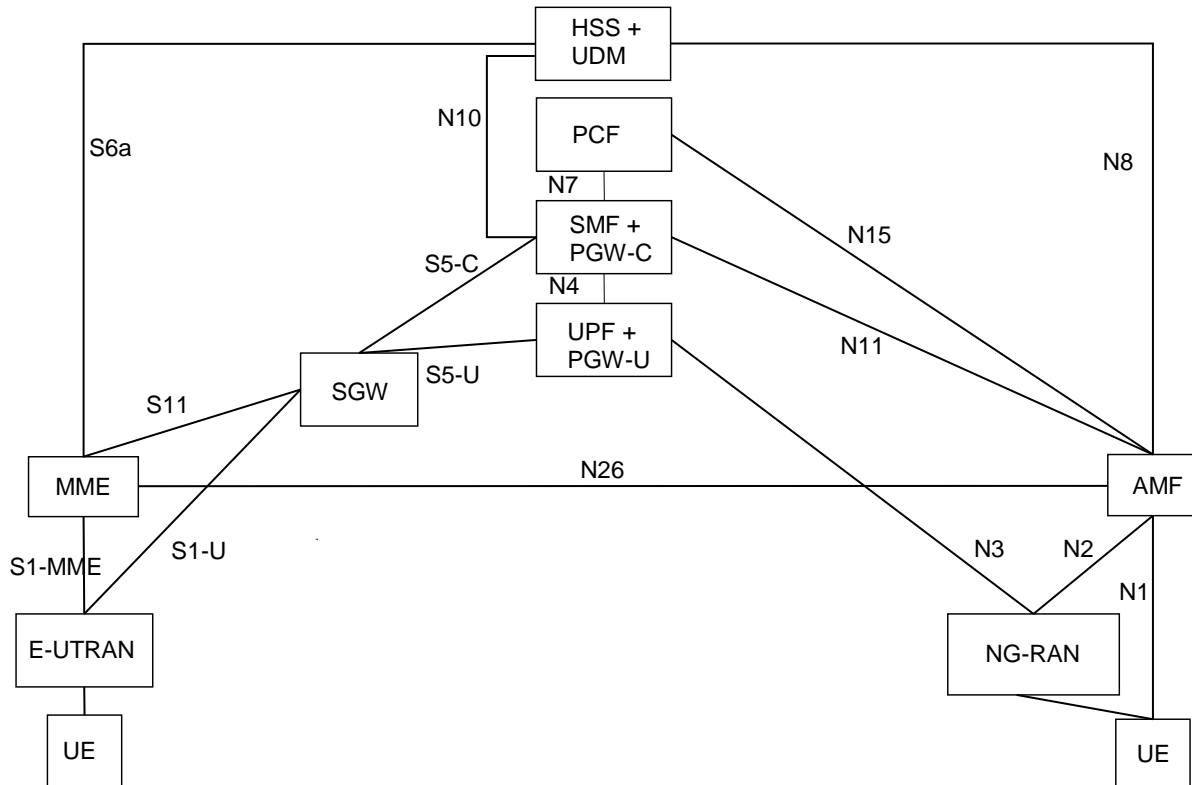 HSS +
UDM
N10
PCF
S6a
N8
N7
SMF +
PGW-C
N15
S5-C
N4
UPF +
PGW-U
N11
S5-U
SGW
S11
N26
MME
AMF
S1-U
N3
N2
S1-MME
N1
E-UTRAN
NG-RAN
UE
UE